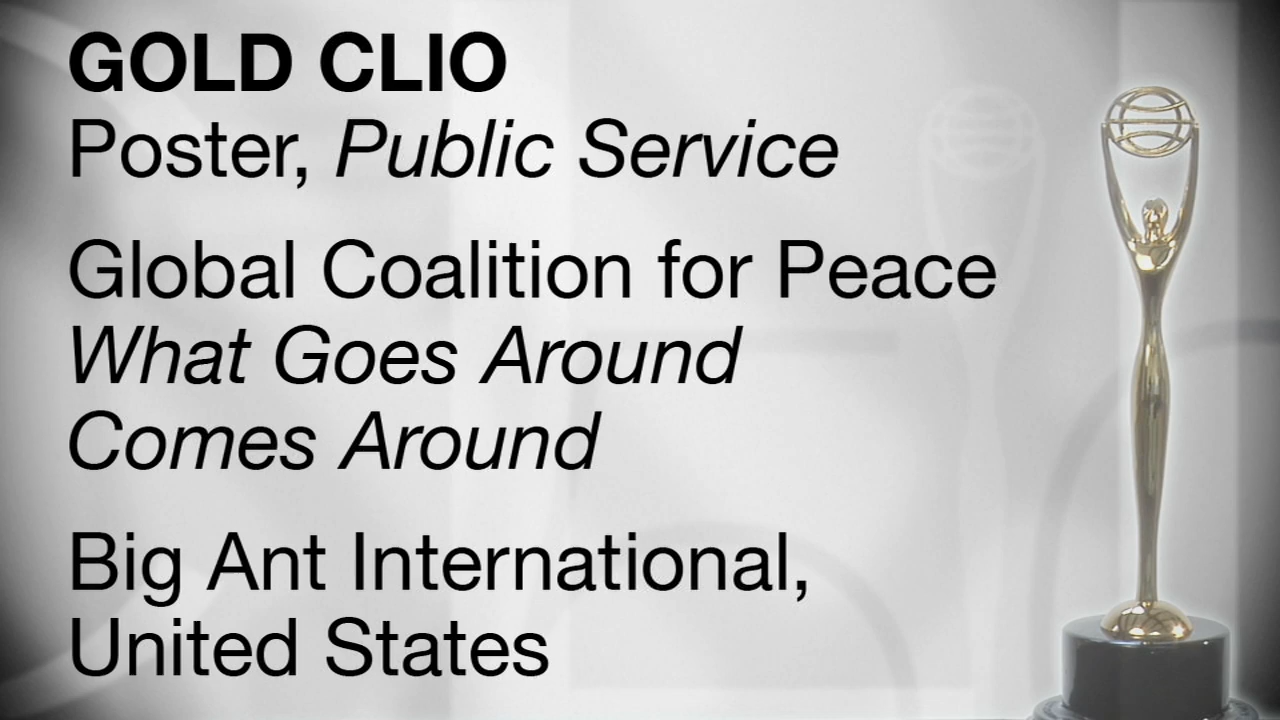 GOLD CLIO
Poster, Public Service
Global Coalition for Peace
What Goes Around
Comes Around
Big Ant International,
United States